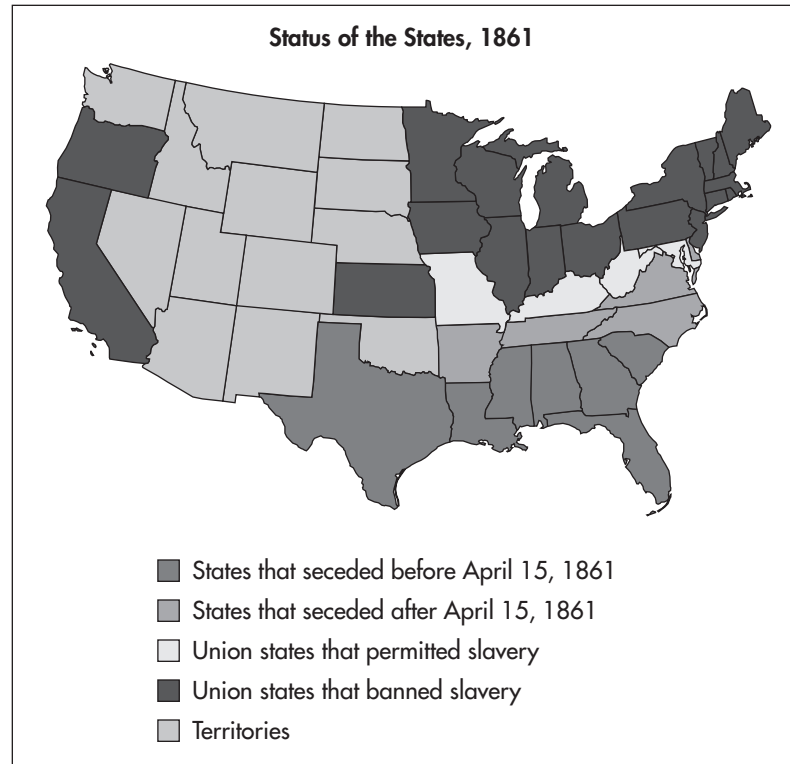 Status of the States, 1861
States that seceded before April 15, 1861
States that seceded after April 15, 1861
Union states that permitted slavery
Union states that banned slavery
Territories